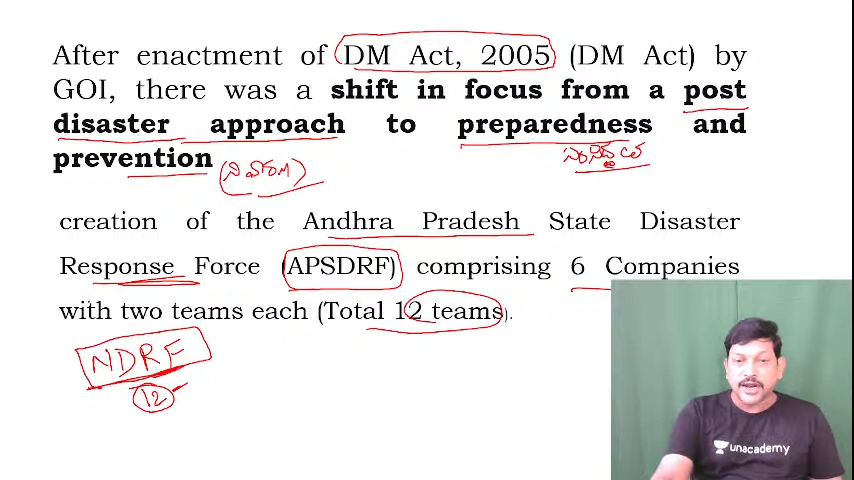 After enactment of DM Act, 2005 (DM Act) by
GOI, there was a shift in focus from a post
disaster approach to preparedness and
prevention (నివారణ) సంసిద్ధత
creation of the Andhra Pradesh State Disaster
Response Force (APSDRF) comprising 6 Companies
with two teams each (Total 12 teams).
NDRF
12
unacademy